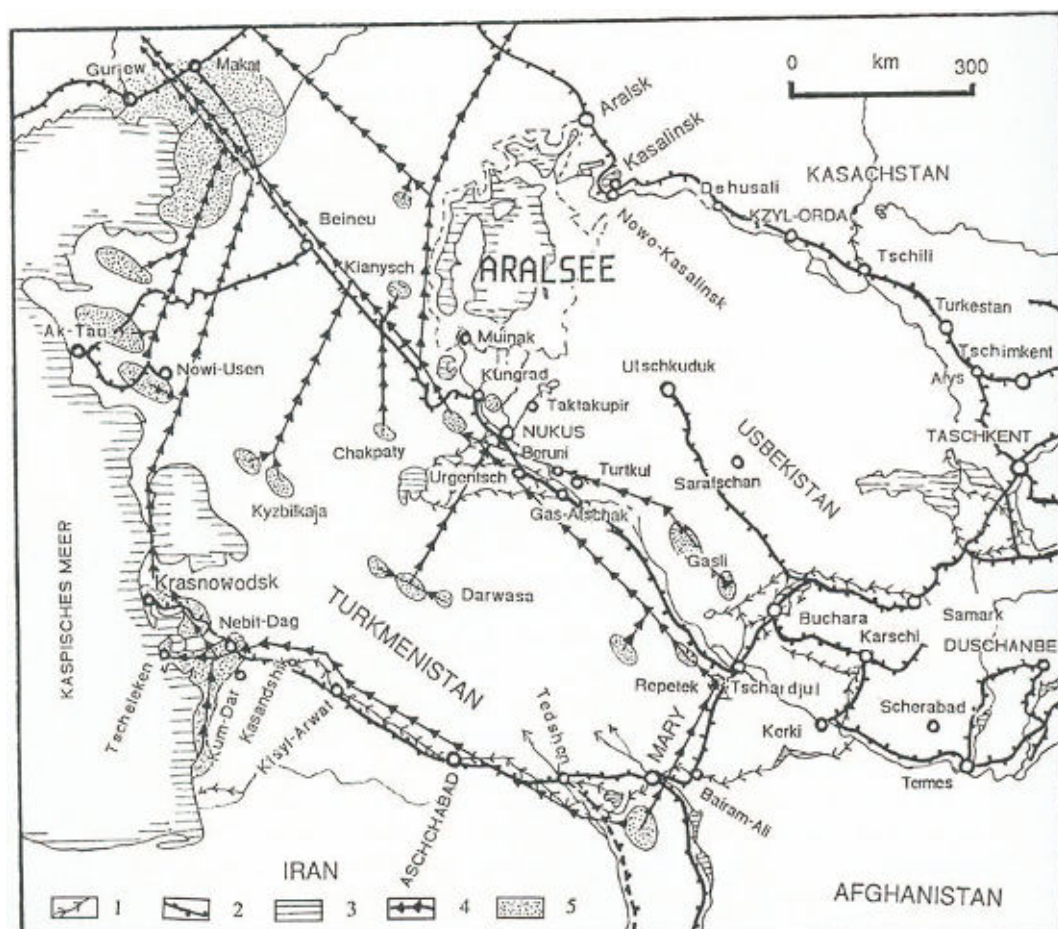 Gurjew
Makat
0 km 300
Aralsk
Kasalinsk
KASACHSTAN
Dshusali
KZYL-ORDA
Nowo-Kasalinsk
Tschili
Beineu
Kianysch
ARALSEE
Turkestan
Tschimkent
Arys
Ak-Tau
Nowi-Usen
Muinak
Kungrad
Utschkuduk
Taktakupir
NUKUS
TASCHKENT
Chakpaty
Beruni
Urgentsch
Turtkul
USBEKISTAN
Sarafschan
Kyzbilkaja
Gas-Atschak
Gasli
KASPISCHES MEER
Krasnowodsk
Darwasa
TURKMENISTAN
Nebit-Dag
Buchara
Samark
Karschi
DUSCHANBE
Tscheleken
Kum-Dar
Kasandshik
Kisyl-Arwat
Tedshen
MARY
Repetek
Tschardjui
Kerki
Scherabad
Termes
Bairam-Ali
ASCHCHABAD
IRAN
AFGHANISTAN
1 2 3 4 5